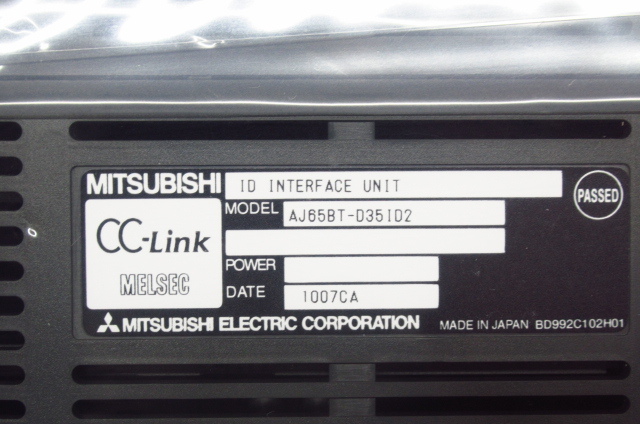 MITSUBISHI ID INTERFACE UNIT
PASSED
MODEL AJ65BT-D35ID2
CC-Link
MELSEC
POWER
DATE 1007CA
MITSUBISHI ELECTRIC CORPORATION MADE IN JAPAN BD992C102H01